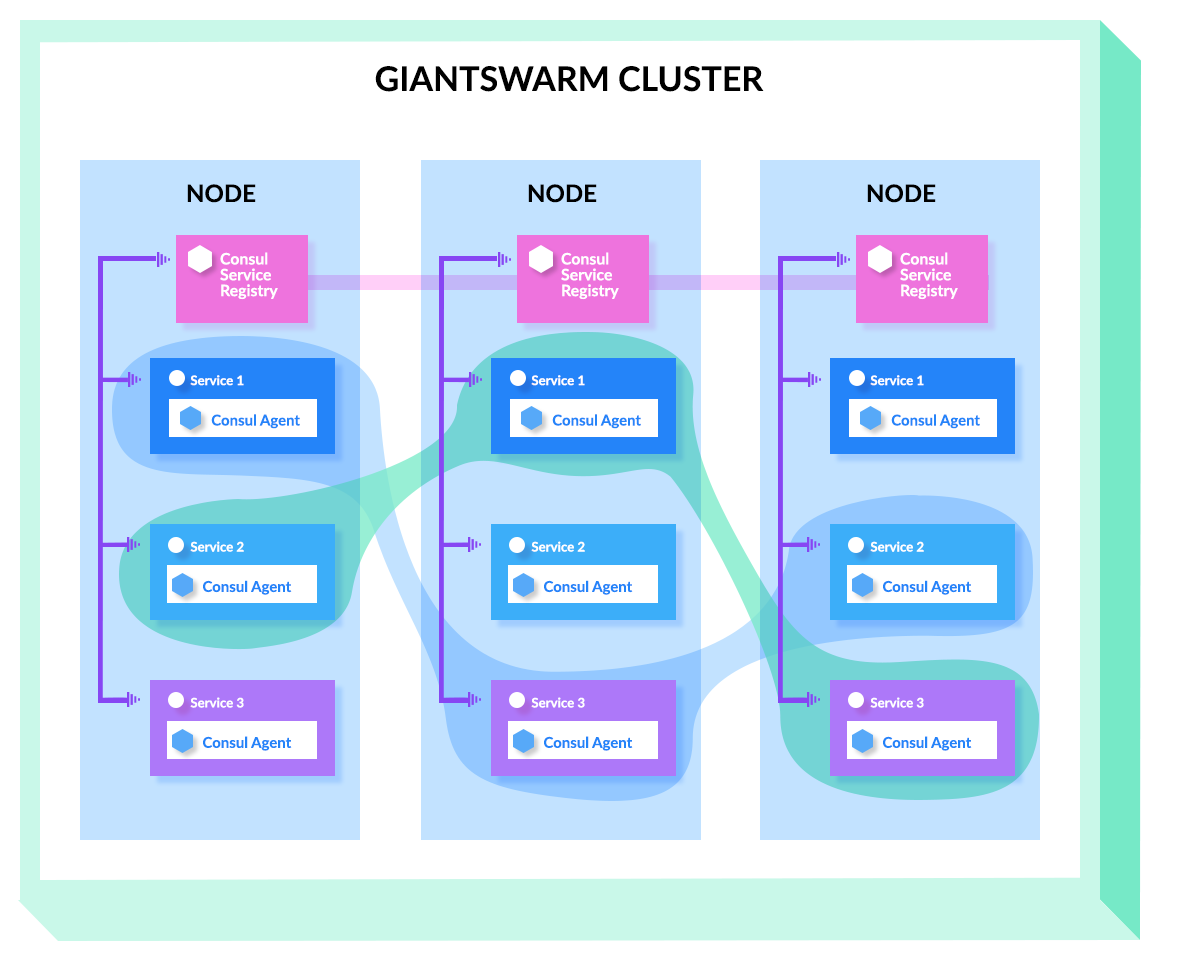 GIANTSWARM CLUSTER
NODE
Consul
Service
Registry
Service 1
Consul Agent
Service 2
Consul Agent
Service 3
Consul Agent
NODE
Consul
Service
Registry
Service 1
Consul Agent
Service 2
Consul Agent
Service 3
Consul Agent
NODE
Consul
Service
Registry
Service 1
Consul Agent
Service 2
Consul Agent
Service 3
Consul Agent